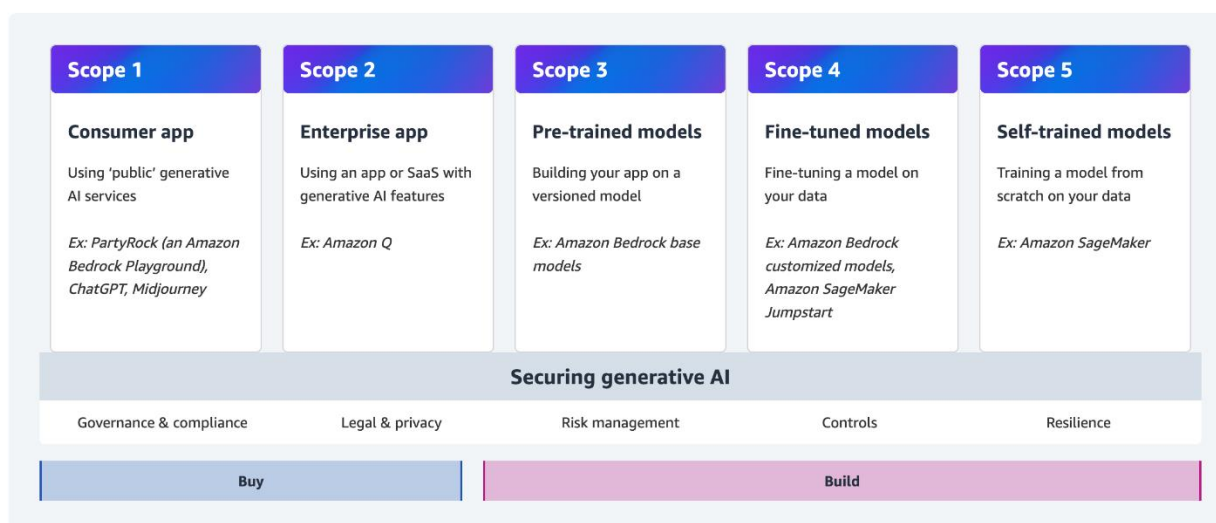 Scope 1
Consumer app
Using ‘public’ generative
AI services
Ex: PartyRock (an Amazon
Bedrock Playground),
ChatGPT, Midjourney
Scope 2
Enterprise app
Using an app or SaaS with
generative AI features
Ex: Amazon Q
Scope 3
Pre-trained models
Building your app on a
versioned model
Ex: Amazon Bedrock base
models
Scope 4
Fine-tuned models
Fine-tuning a model on
your data
Ex: Amazon Bedrock
customized models,
Amazon SageMaker
Jumpstart
Scope 5
Self-trained models
Training a model from
scratch on your data
Ex: Amazon SageMaker
Securing generative AI
Governance & compliance
Legal & privacy
Risk management
Controls
Resilience
Buy
Build